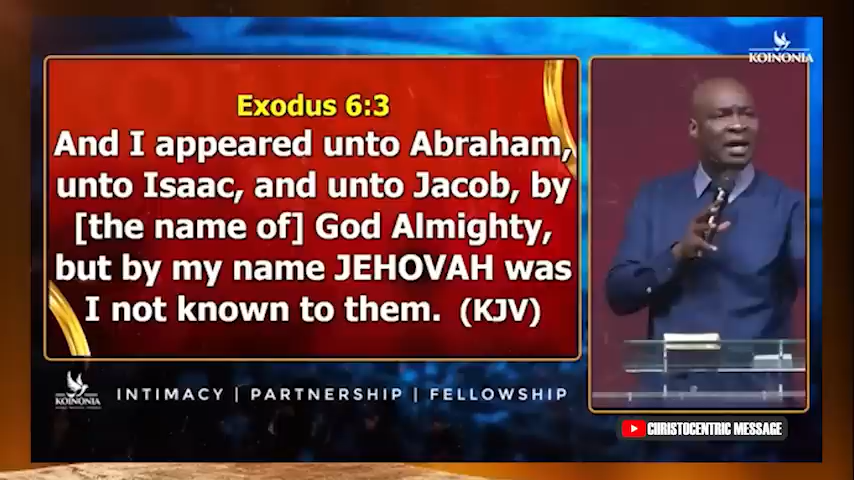 KOINONIA
Exodus 6:3
And I appeared unto Abraham,
unto Isaac, and unto Jacob, by
[the name of] God Almighty,
but by my name JEHOVAH was
I not known to them. (KJV)
KOINONIA
INTIMACY | PARTNERSHIP | FELLOWSHIP
CHRISTOCENTRIC MESSAGE